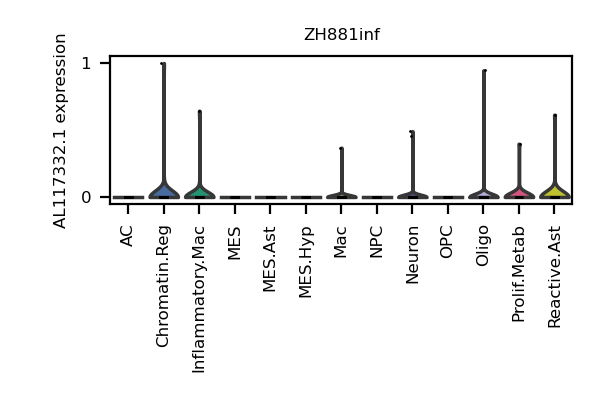 ZH881inf
AL117332.1 expression
1
0
AC
Chromatin.Reg
Inflammatory.Mac
MES
MES.Ast
MES.Hyp
Mac
NPC
Neuron
OPC
Oligo
Prolif.Metab
Reactive.Ast